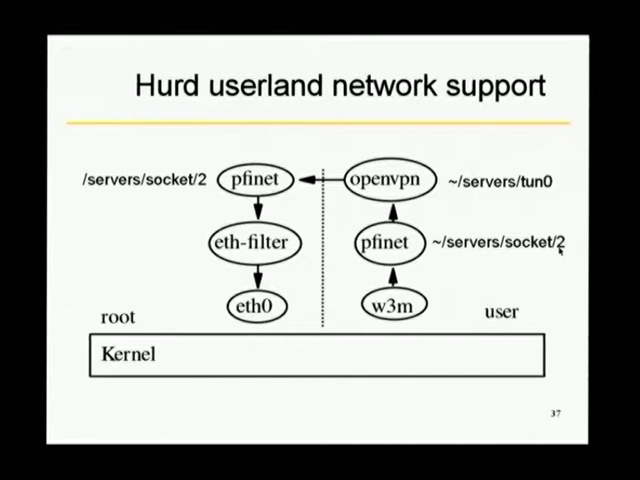 Hurd userland network support
/servers/socket/2 pfinet openvpn ~/servers/tun0
eth-filter pfinet ~/servers/socket/2
eth0 w3m
root user
Kernel
37